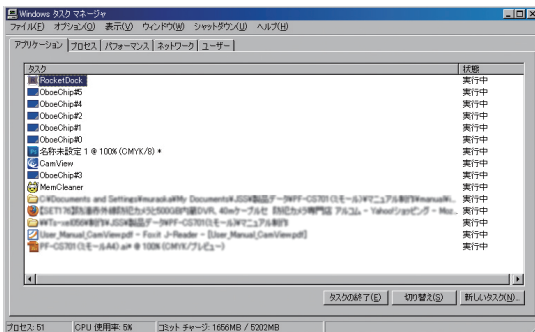 Windows タスク マネージャ
ファイル(F) オプション(O) 表示(V) ウィンドウ(W) シャットダウン(U) ヘルプ(H)
アプリケーション プロセス パフォーマンス ネットワーク ユーザー
タスク 状態
RocketDock 実行中
OboeChip#5 実行中
OboeChip#4 実行中
OboeChip#2 実行中
OboeChip#1 実行中
OboeChip#0 実行中
名称未設定 1 @ 100% (CMYK/8) * 実行中
CamView 実行中
OboeChip#3 実行中
MemCleaner 実行中
実行中
実行中
実行中
User_Manual_CamView.pdf - Foxit J-Reader - [User_Manual_CamView.pdf] 実行中
実行中
タスクの終了(E) 切り替え(S) 新しいタスク(N)...
プロセス: 51 CPU 使用率: 5% コミット チャージ: 1656MB / 5202MB